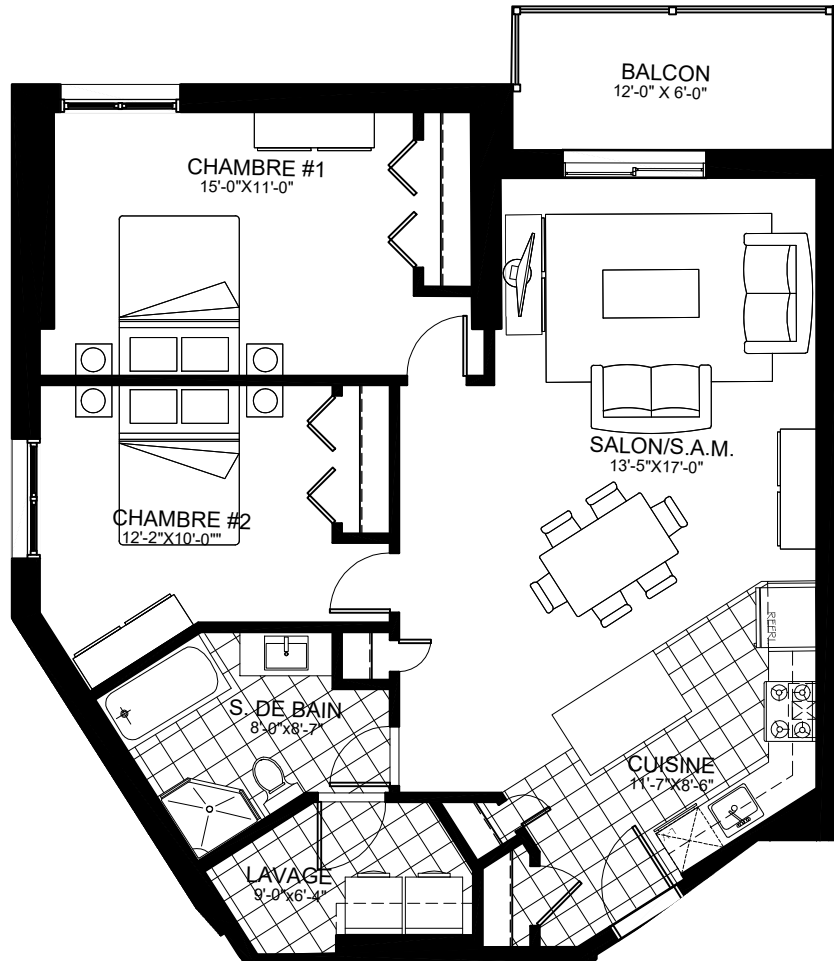 BALCON
12'-0" X 6'-0"
CHAMBRE #1
15'-0"X11'-0"
SALON/S.A.M.
13'-5"X17'-0"
CHAMBRE #2
12'-2"X10'-0""
REFRI.
S. DE BAIN
8'-0"x8'-7"
CUISINE
11'-7"X8'-6"
LAVAGE
9'-0"x6'-4"